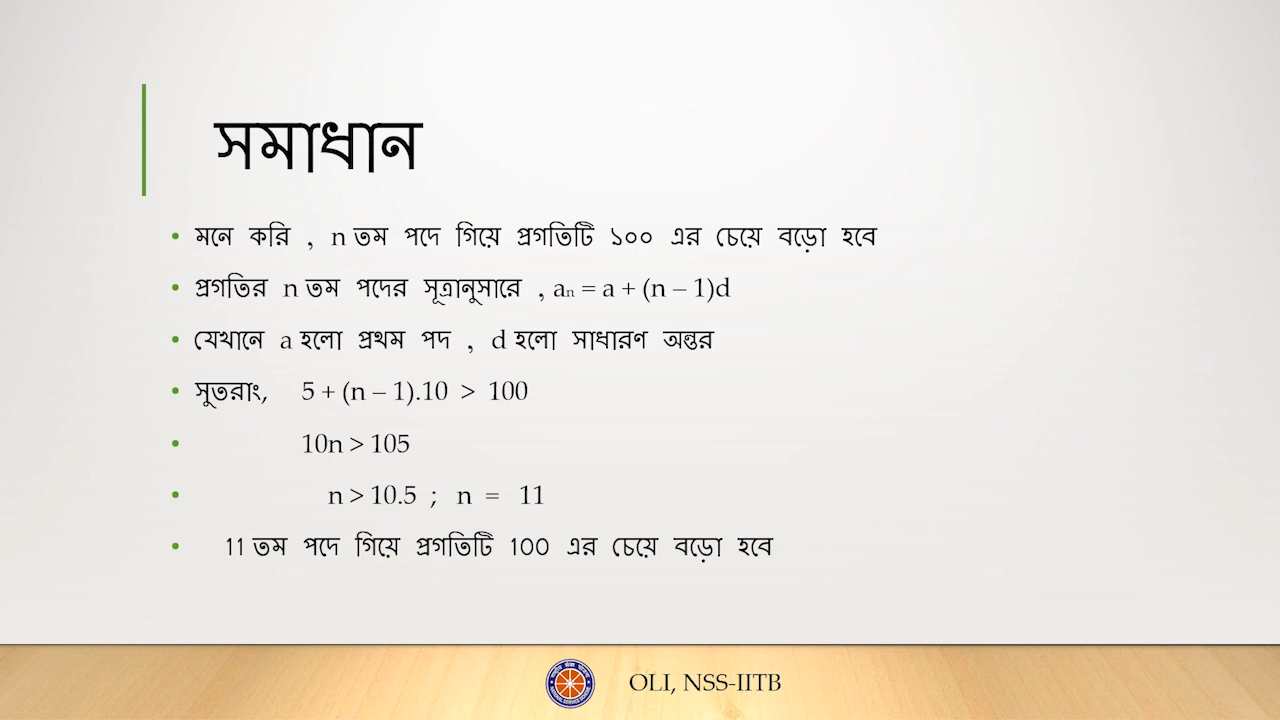 সমাধান
• মনে করি , n তম পদে গিয়ে প্রগতিটি ১০০ এর চেয়ে বড়ো হবে
• প্রগতির n তম পদের সূত্রানুসারে , aₙ = a + (n – 1)d
• যেখানে a হলো প্রথম পদ , d হলো সাধারণ অন্তর
• সুতরাং, 5 + (n – 1).10 > 100
• 10n > 105
• n > 10.5 ; n = 11
• 11 তম পদে গিয়ে প্রগতিটি 100 এর চেয়ে বড়ো হবে
OLI, NSS-IITB